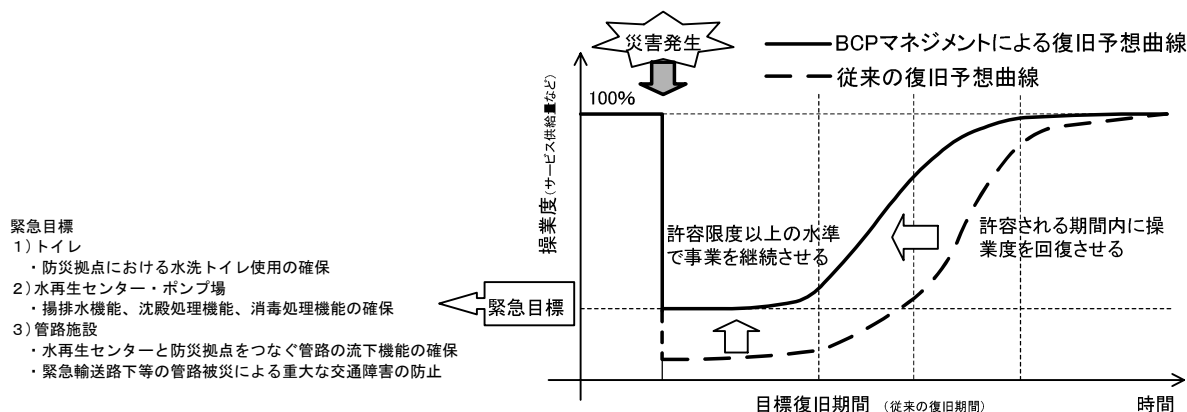 災害発生
BCPマネジメントによる復旧予想曲線
従来の復旧予想曲線
100%
操業度(サービス供給量など)
許容限度以上の水準
で事業を継続させる
許容される期間内に操
業度を回復させる
緊急目標
緊急目標
1)トイレ
・防災拠点における水洗トイレ使用の確保
2)水再生センター・ポンプ場
・揚排水機能、沈殿処理機能、消毒処理機能の確保
3)管路施設
・水再生センターと防災拠点をつなぐ管路の流下機能の確保
・緊急輸送路下等の管路被災による重大な交通障害の防止
目標復旧期間 (従来の復旧期間) 時間